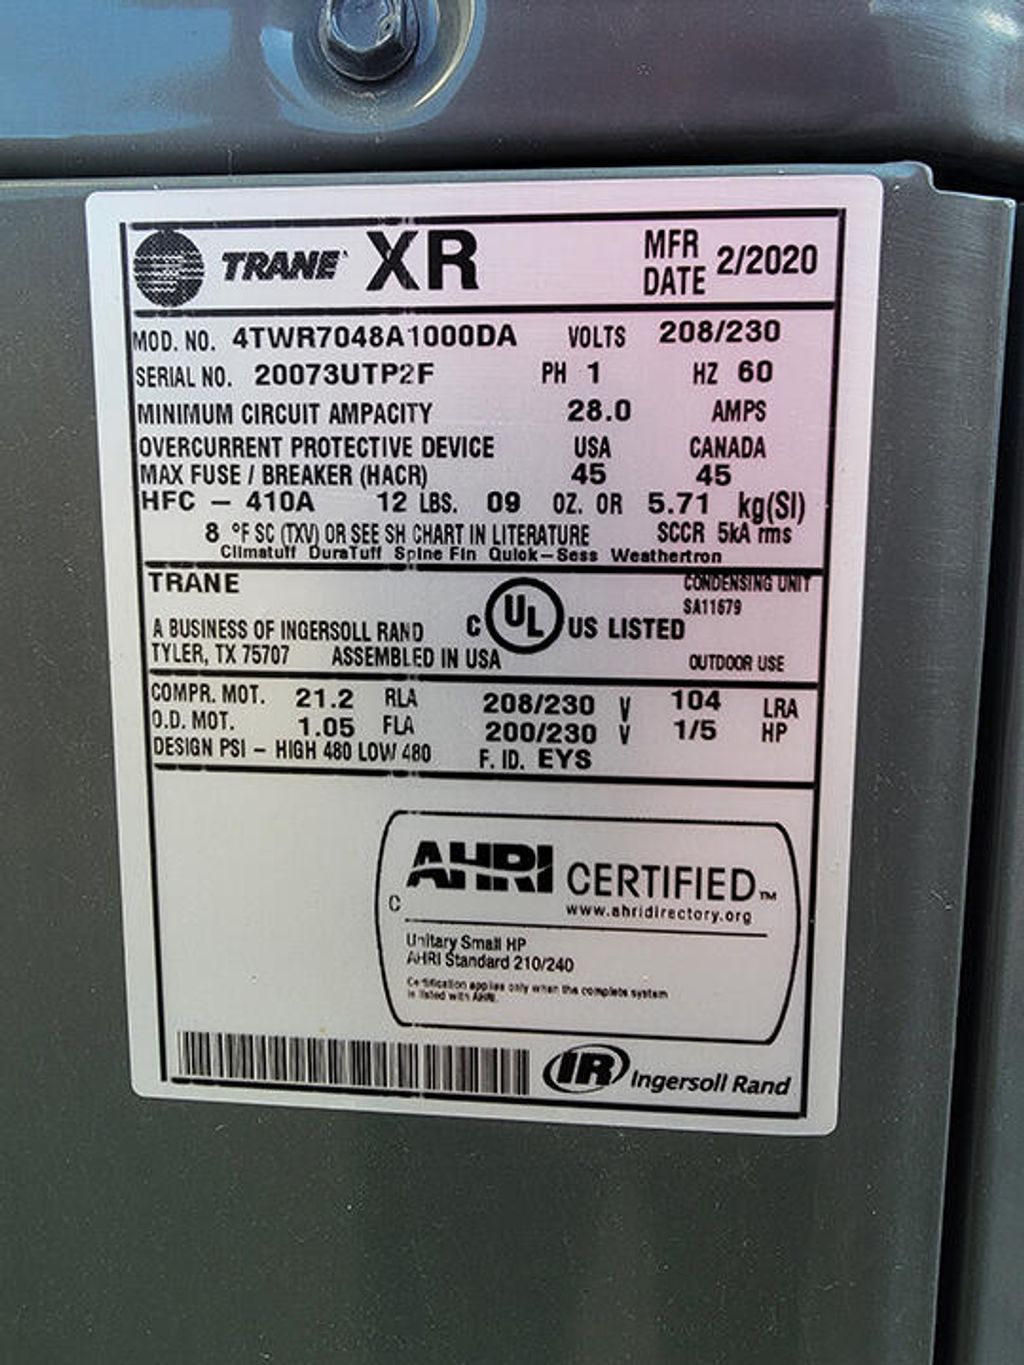 TRANE XR MFR DATE 2/2020
MOD. NO. 4TWR7048A1000DA VOLTS 208/230
SERIAL NO. 20073UTP2F PH 1 HZ 60
MINIMUM CIRCUIT AMPACITY 28.0 AMPS
OVERCURRENT PROTECTIVE DEVICE USA CANADA
MAX FUSE / BREAKER (HACR) 45 45
HFC - 410A 12 LBS. 09 OZ. OR 5.71 kg(SI)
8 °F SC (TXV) OR SEE SH CHART IN LITERATURE SCCR 5kA rms
Climatuff DuraTuff Spine Fin Quick-Sess Weathertron
TRANE CONDENSING UNIT
SA11679
A BUSINESS OF INGERSOLL RAND C UL US LISTED
TYLER, TX 75707 ASSEMBLED IN USA OUTDOOR USE
COMPR. MOT. 21.2 RLA 208/230 V 104 LRA
O.D. MOT. 1.05 FLA 200/230 V 1/5 HP
DESIGN PSI - HIGH 480 LOW 480 F. ID. EYS
AHRI CERTIFIED™
C www.ahridirectory.org
Unitary Small HP
AHRI Standard 210/240
Certification applies only when the complete system
is listed with AHRI.
IR Ingersoll Rand